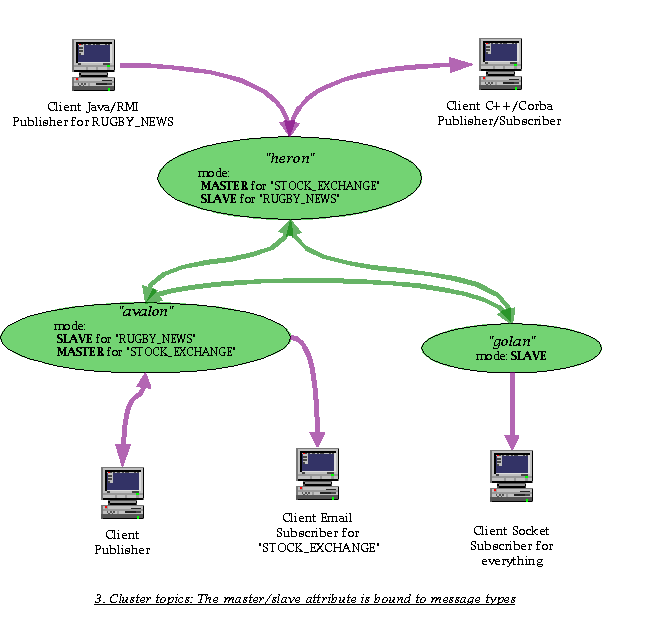 Client Java/RMI
Publisher for RUGBY_NEWS
Client C++/Corba
Publisher/Subscriber
"heron"
mode:
MASTER for "STOCK_EXCHANGE"
SLAVE for "RUGBY_NEWS"
"avalon"
mode:
SLAVE for "RUGBY_NEWS"
MASTER for "STOCK_EXCHANGE"
"golan"
mode: SLAVE
Client
Publisher
Client Email
Subscriber for
"STOCK_EXCHANGE"
Client Socket
Subscriber for
everything
3. Cluster topics: The master/slave attribute is bound to message types